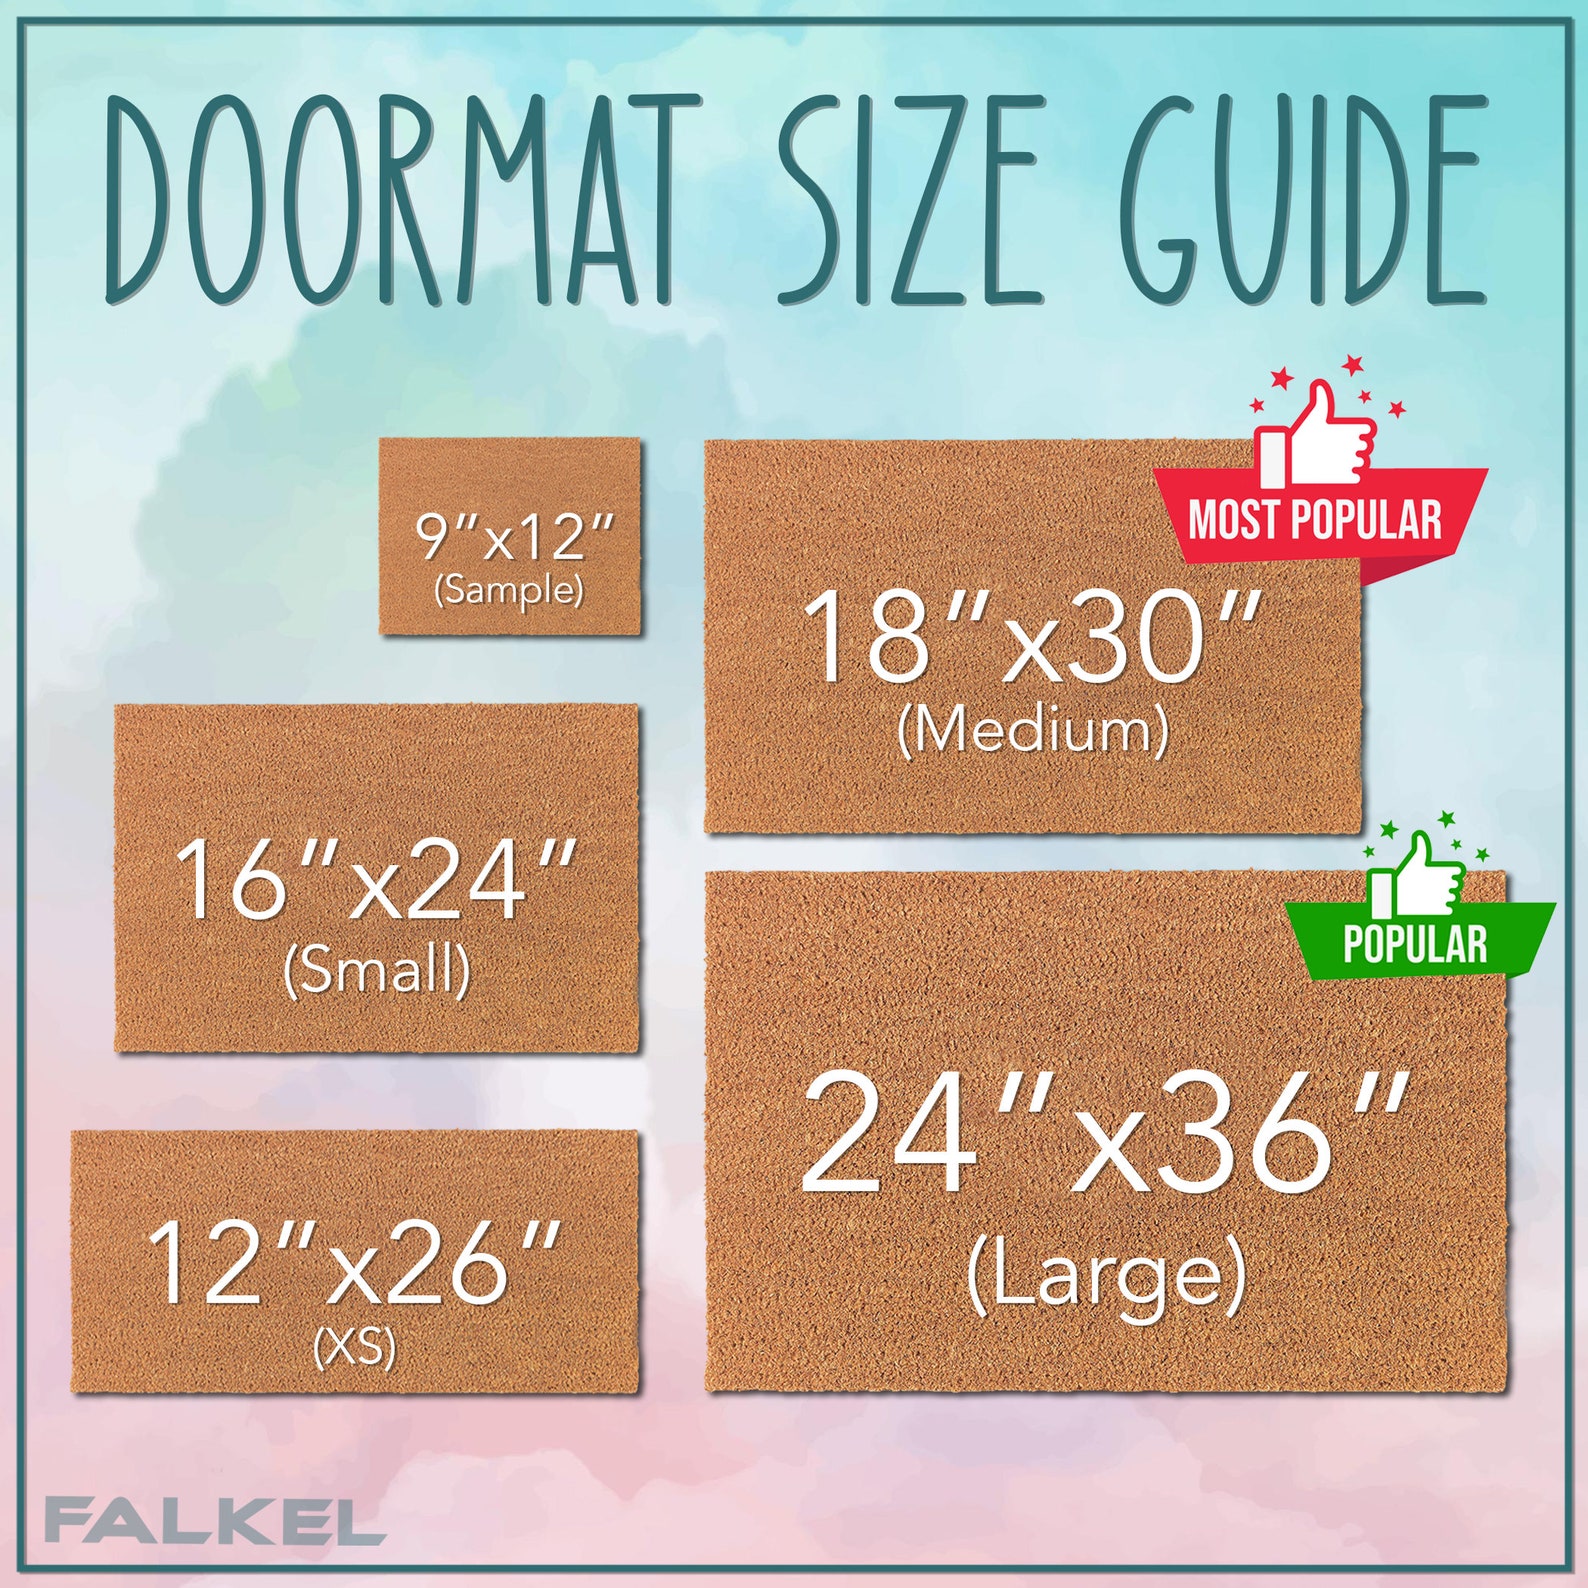 DOORMAT SIZE GUIDE
9"x12"
(Sample)
MOST POPULAR
18"x30"
(Medium)
16"x24"
(Small)
POPULAR
24"x36"
(Large)
12"x26"
(XS)
FALKEL